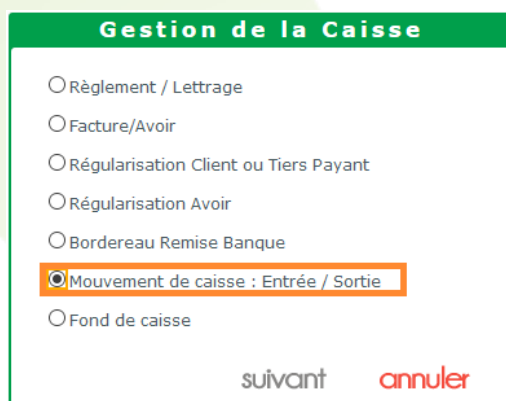 Gestion de la Caisse
Règlement / Lettrage
Facture/Avoir
Régularisation Client ou Tiers Payant
Régularisation Avoir
Bordereau Remise Banque
Mouvement de caisse : Entrée / Sortie
Fond de caisse
suivant annuler